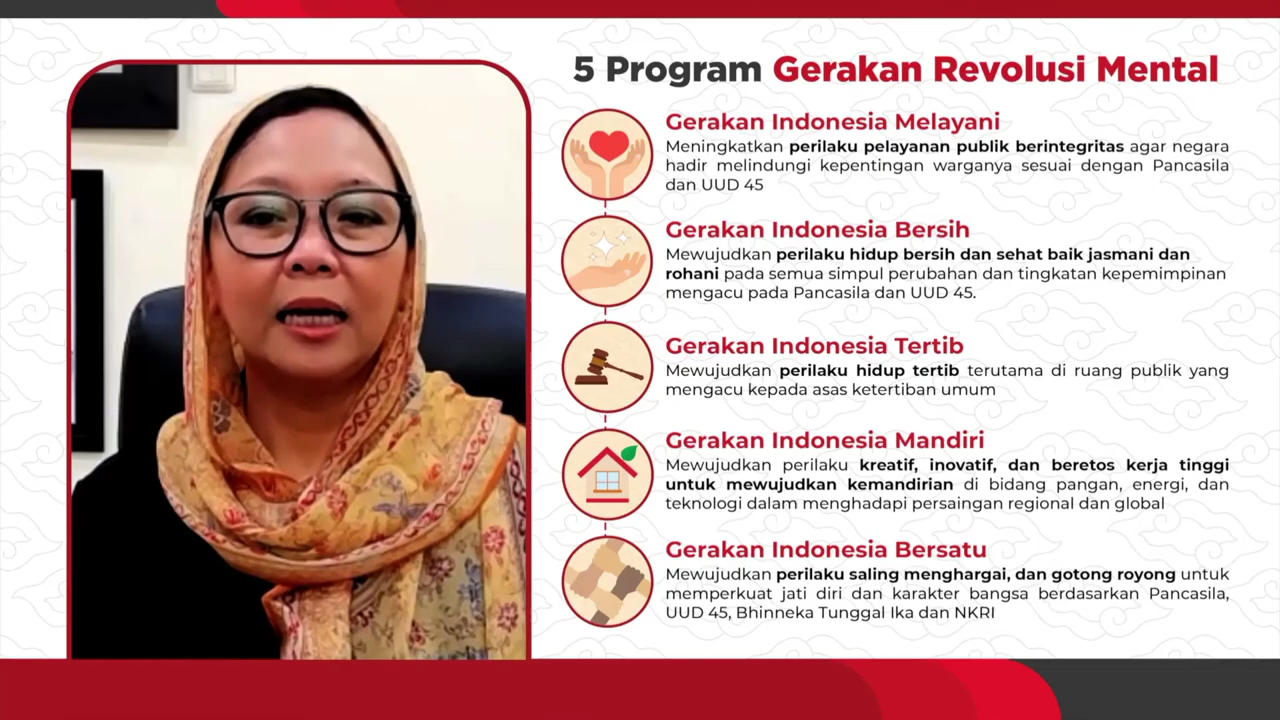 5 Program Gerakan Revolusi Mental
Gerakan Indonesia Melayani
Meningkatkan perilaku pelayanan publik berintegritas agar negara
hadir melindungi kepentingan warganya sesuai dengan Pancasila
dan UUD 45
Gerakan Indonesia Bersih
Mewujudkan perilaku hidup bersih dan sehat baik jasmani dan
rohani pada semua simpul perubahan dan tingkatan kepemimpinan
mengacu pada Pancasila dan UUD 45.
Gerakan Indonesia Tertib
Mewujudkan perilaku hidup tertib terutama di ruang publik yang
mengacu kepada asas ketertiban umum
Gerakan Indonesia Mandiri
Mewujudkan perilaku kreatif, inovatif, dan beretos kerja tinggi
untuk mewujudkan kemandirian di bidang pangan, energi, dan
teknologi dalam menghadapi persaingan regional dan global
Gerakan Indonesia Bersatu
Mewujudkan perilaku saling menghargai, dan gotong royong untuk
memperkuat jati diri dan karakter bangsa berdasarkan Pancasila,
UUD 45, Bhinneka Tunggal Ika dan NKRI